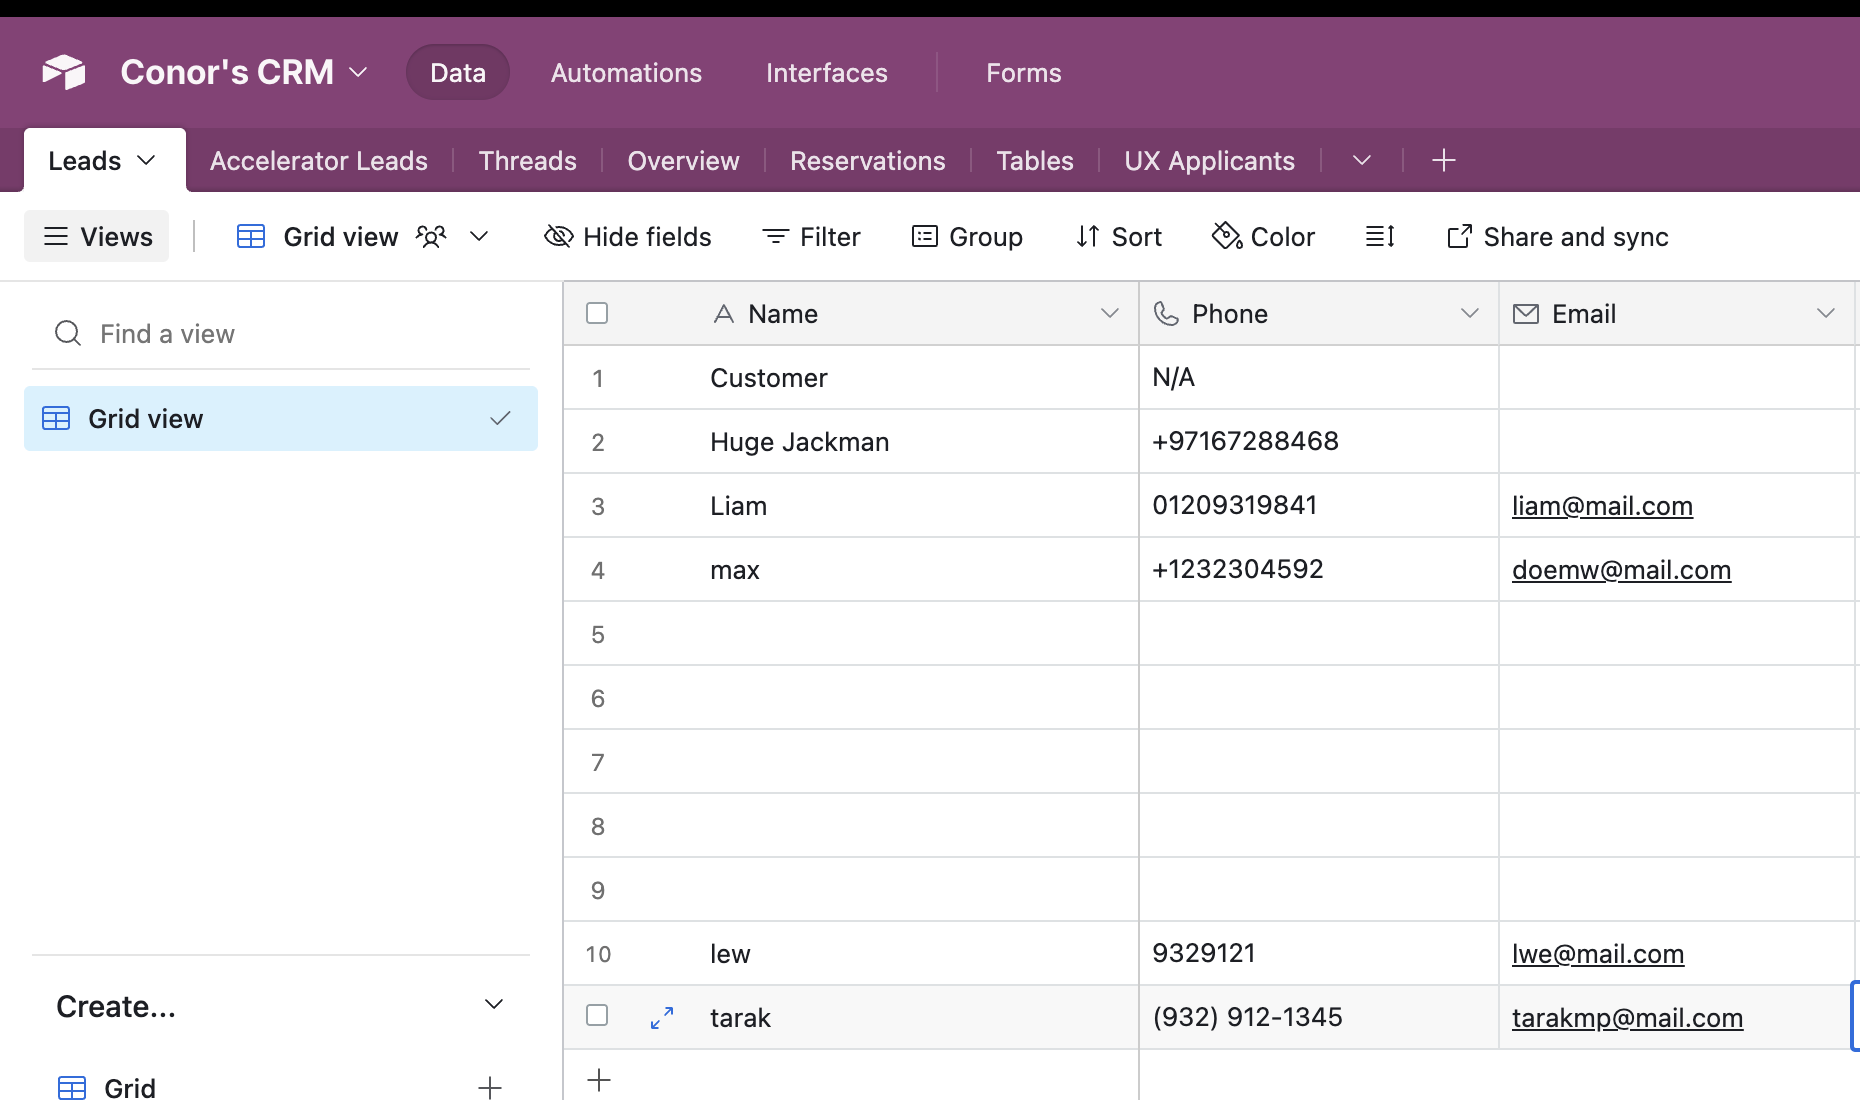 Conor's CRM Data Automations Interfaces Forms
Leads Accelerator Leads Threads Overview Reservations Tables UX Applicants
Views Grid view Hide fields Filter Group Sort Color Share and sync
Find a view
Grid view
Create...
Grid
Name Phone Email
1 Customer N/A
2 Huge Jackman +97167288468
3 Liam 01209319841 liam@mail.com
4 max +1232304592 doemw@mail.com
5
6
7
8
9
10 lew 9329121 lwe@mail.com
tarak (932) 912-1345 tarakmp@mail.com